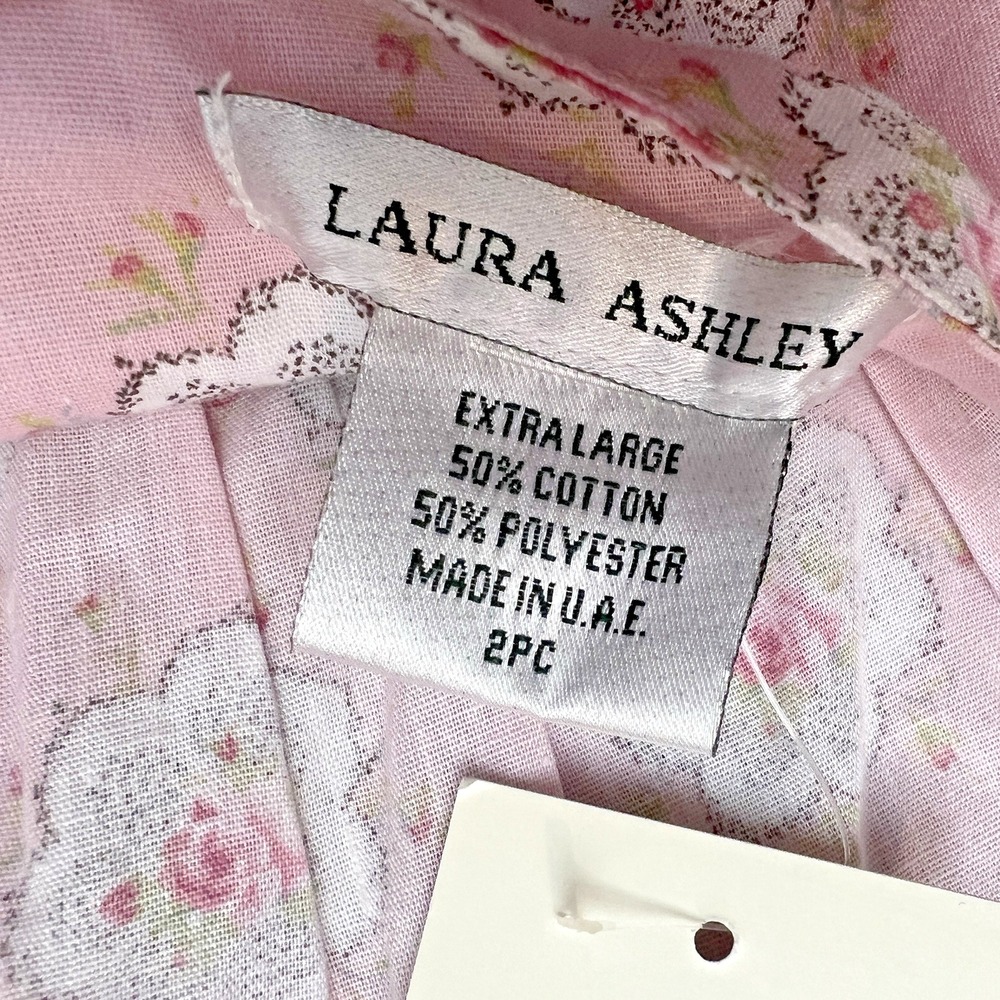 LAURA ASHLEY
EXTRA LARGE
50% COTTON
50% POLYESTER
MADE IN U.A.E.
2PC